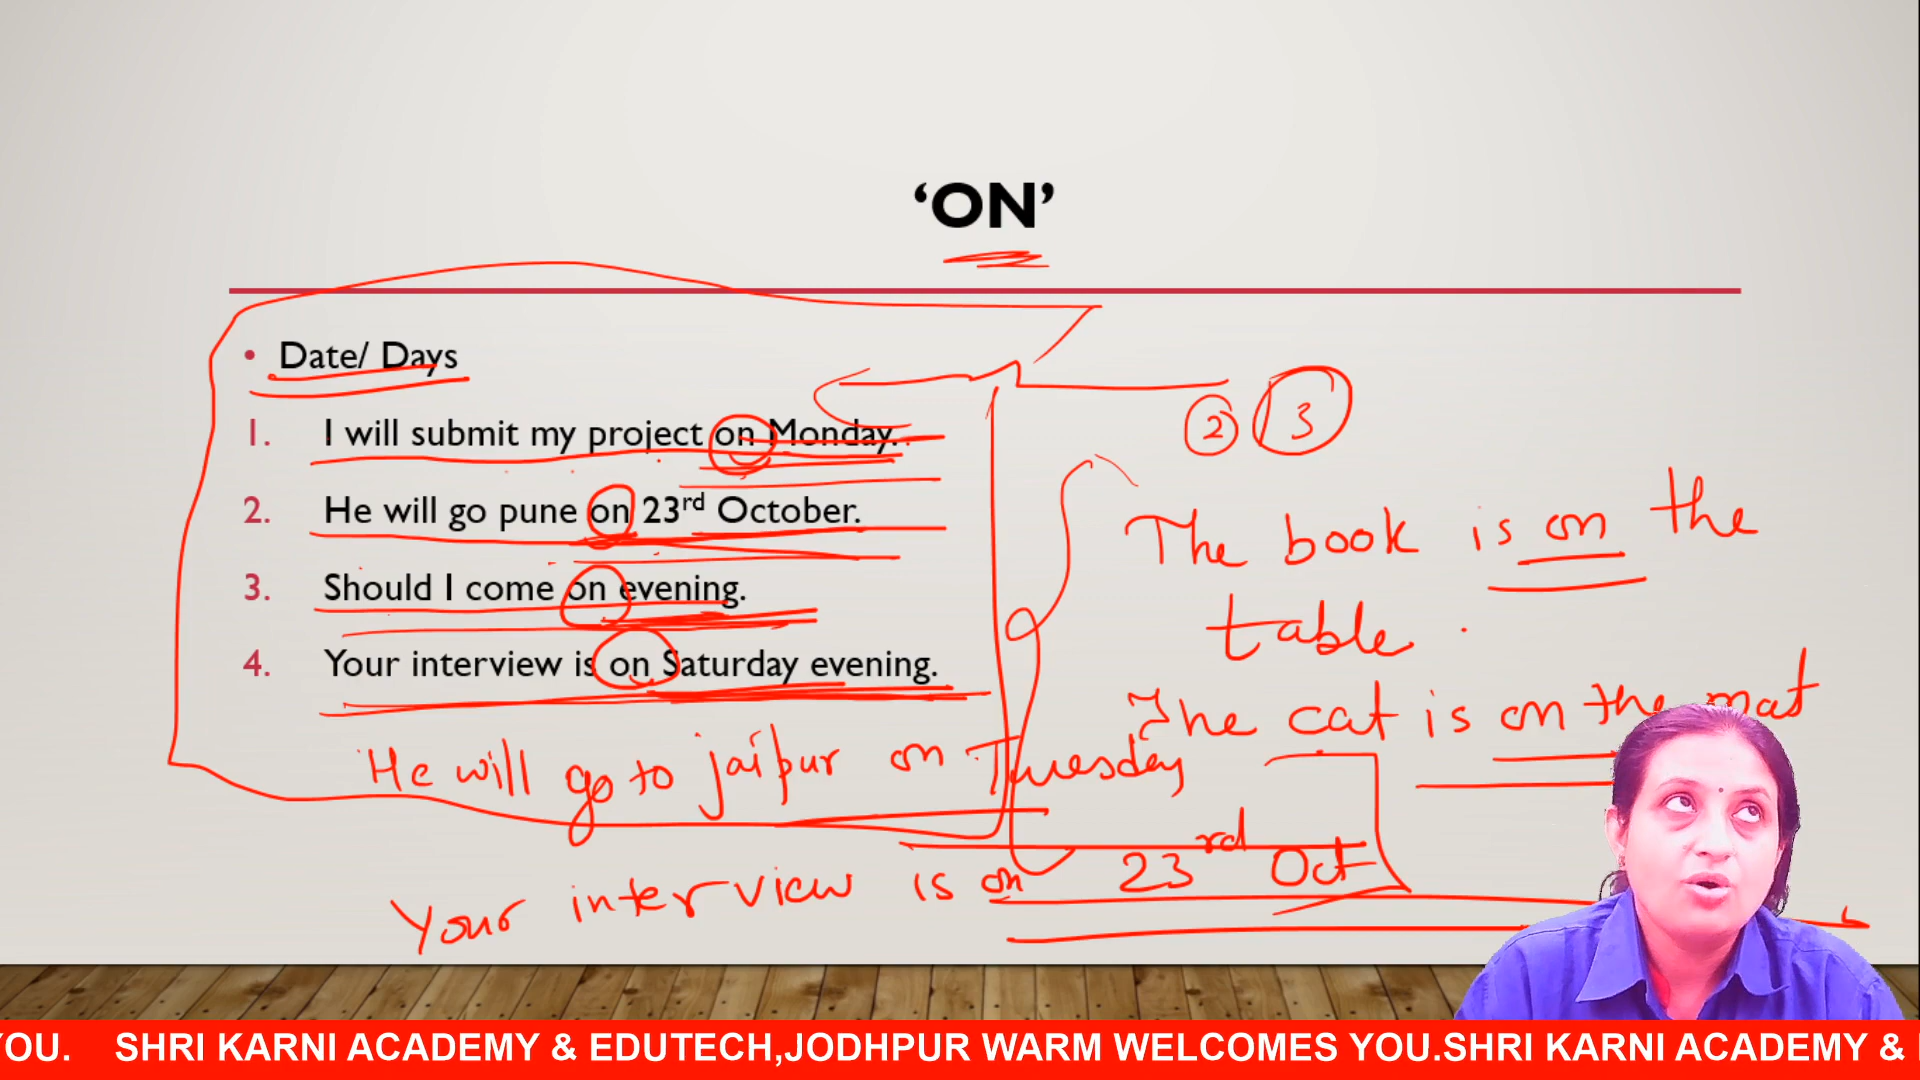 ‘ON’
• Date/ Days
1. I will submit my project on Monday.
2. He will go pune on 23rd October.
3. Should I come on evening.
4. Your interview is on Saturday evening.
He will go to jaipur on Tuesday
Your interview is on 23rd Oct
2 3
The book is on the
table.
The cat is on the mat
YOU. SHRI KARNI ACADEMY & EDUTECH,JODHPUR WARM WELCOMES YOU.SHRI KARNI ACADEMY &